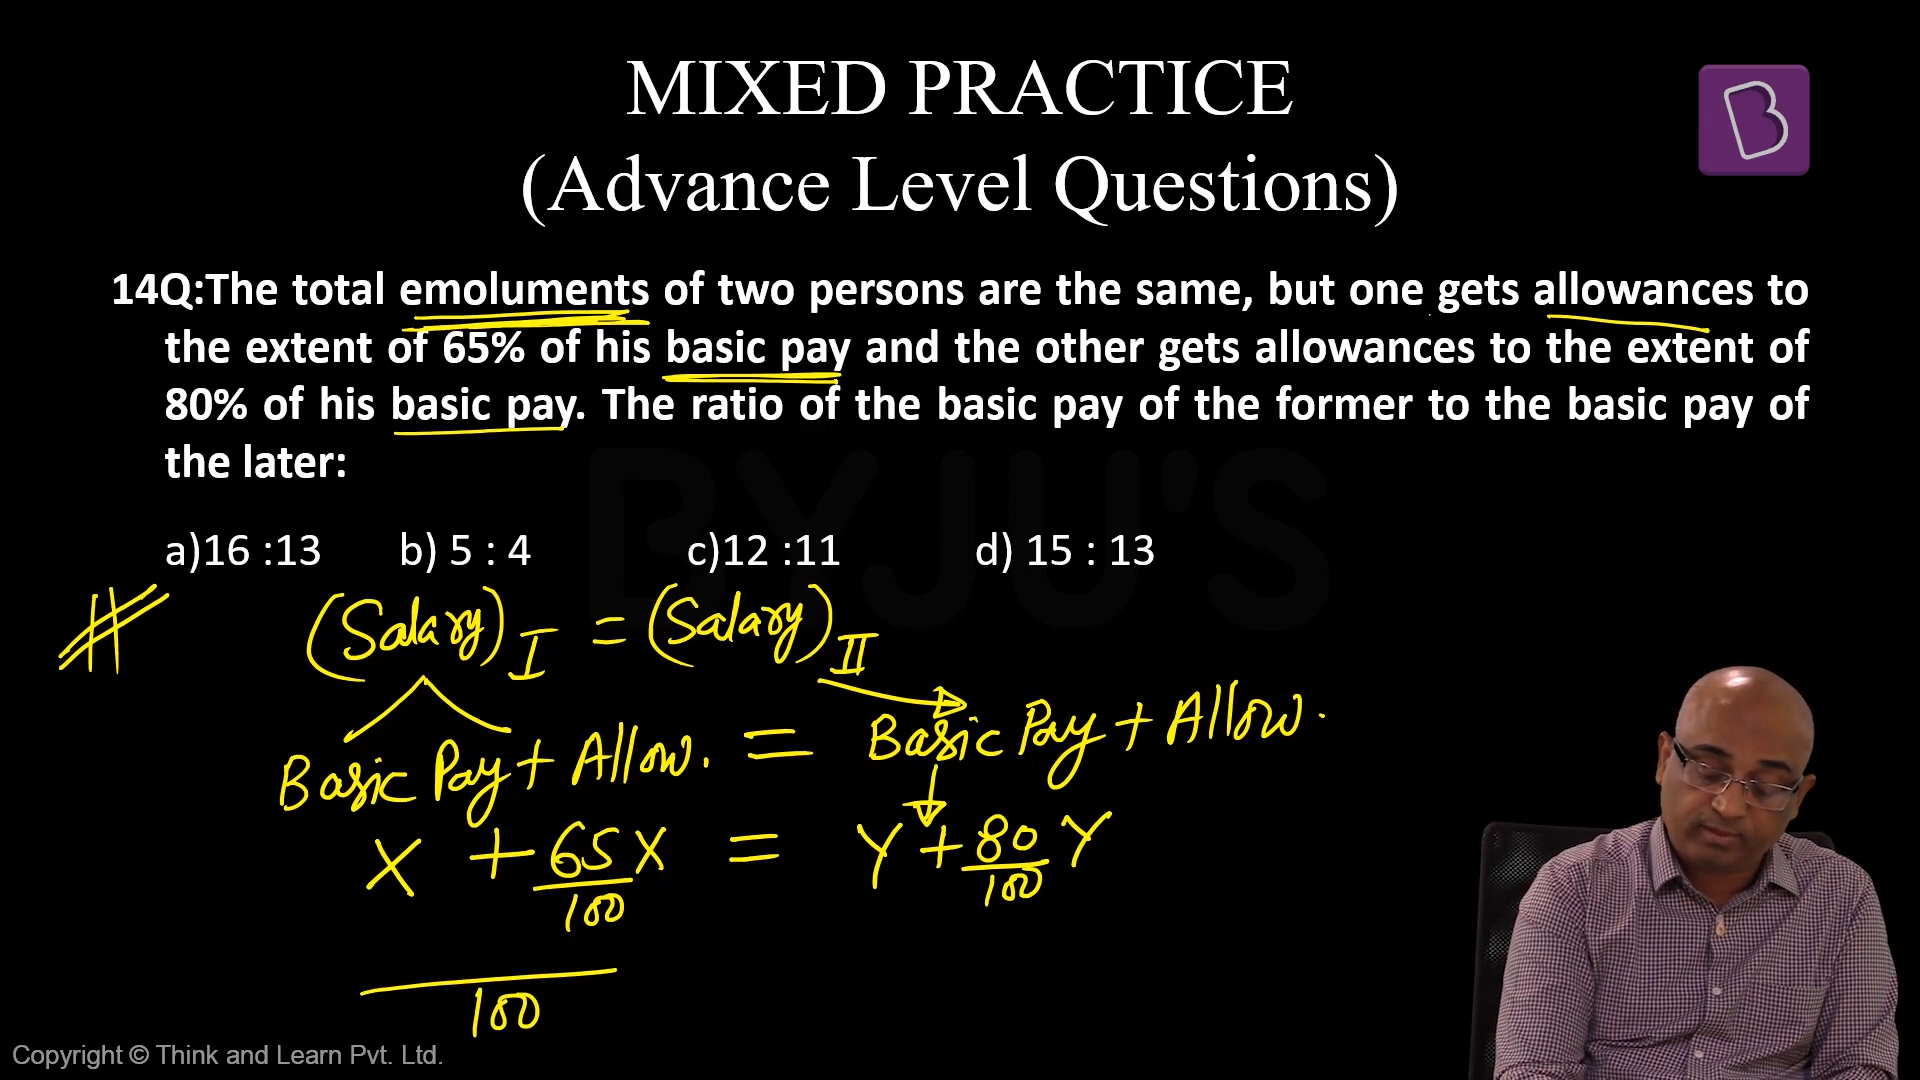 MIXED PRACTICE
(Advance Level Questions)
14Q:The total emoluments of two persons are the same, but one gets allowances to
the extent of 65% of his basic pay and the other gets allowances to the extent of
80% of his basic pay. The ratio of the basic pay of the former to the basic pay of
the later:
BYJU'S
a)16 :13 b) 5 : 4 c)12 :11 d) 15 : 13
(Salary) I = (Salary) II
Basic Pay + Allow. = Basic Pay + Allow.
X + 65/100 X = Y + 80/100 Y
100
Copyright © Think and Learn Pvt. Ltd.